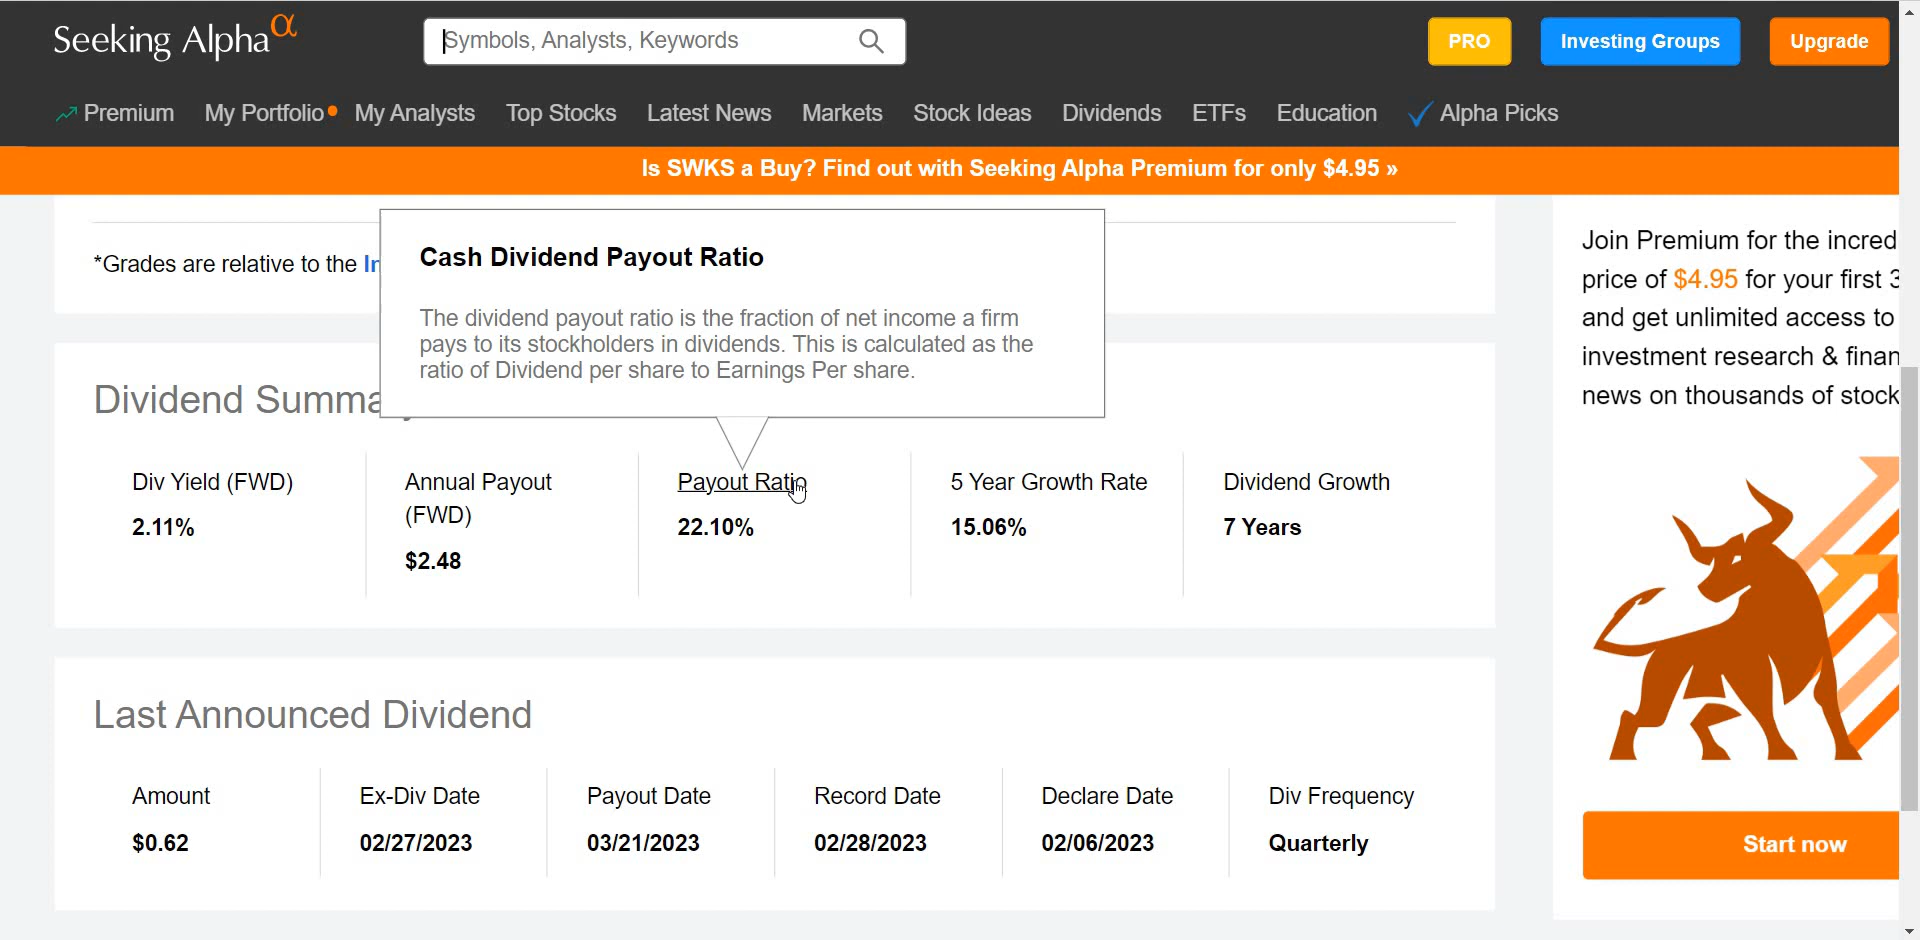 Seeking Alpha α
Symbols, Analysts, Keywords
PRO
Investing Groups
Upgrade
Premium
My Portfolio
My Analysts
Top Stocks
Latest News
Markets
Stock Ideas
Dividends
ETFs
Education
Alpha Picks
Is SWKS a Buy? Find out with Seeking Alpha Premium for only $4.95 »
*Grades are relative to the
Cash Dividend Payout Ratio
The dividend payout ratio is the fraction of net income a firm
pays to its stockholders in dividends. This is calculated as the
ratio of Dividend per share to Earnings Per share.
Dividend
Div Yield (FWD)
2.11%
Annual Payout
(FWD)
$2.48
Payout Ratio
22.10%
5 Year Growth Rate
15.06%
Dividend Growth
7 Years
Last Announced Dividend
Amount
$0.62
Ex-Div Date
02/27/2023
Payout Date
03/21/2023
Record Date
02/28/2023
Declare Date
02/06/2023
Div Frequency
Quarterly
Join Premium for the incred
price of $4.95 for your first 3
and get unlimited access to
investment research & finan
news on thousands of stock
Start now